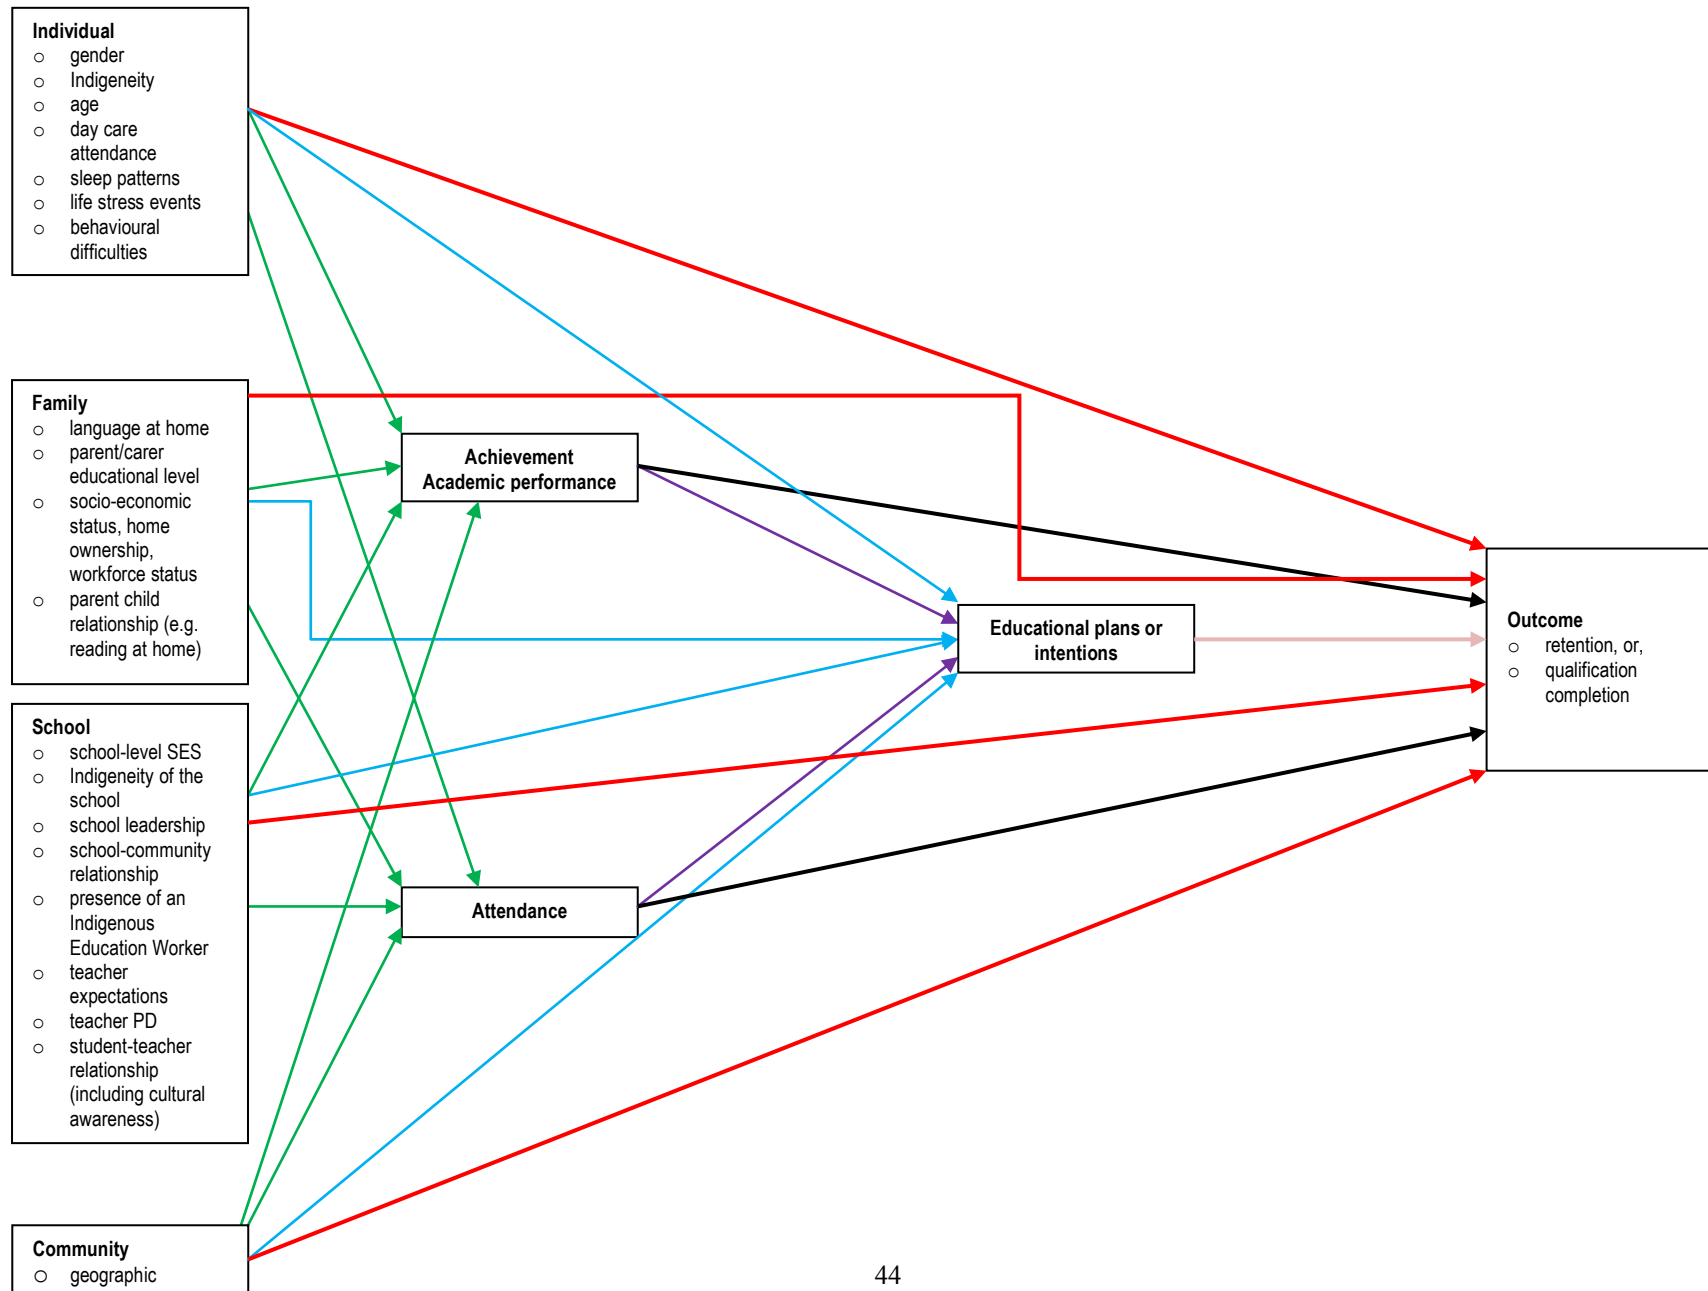 Individual
○ gender
○ Indigeneity
○ age
○ day care
attendance
○ sleep patterns
○ life stress events
○ behavioural
difficulties
Family
○ language at home
○ parent/carer
educational level
○ socio-economic
status, home
ownership,
workforce status
○ parent child
relationship (e.g.
reading at home)
School
○ school-level SES
○ Indigeneity of the
school
○ school leadership
○ school-community
relationship
○ presence of an
Indigenous
Education Worker
○ teacher
expectations
○ teacher PD
○ student-teacher
relationship
(including cultural
awareness)
Community
○ geographic
Achievement
Academic performance
Attendance
Educational plans or
intentions
Outcome
○ retention, or,
○ qualification
completion
44